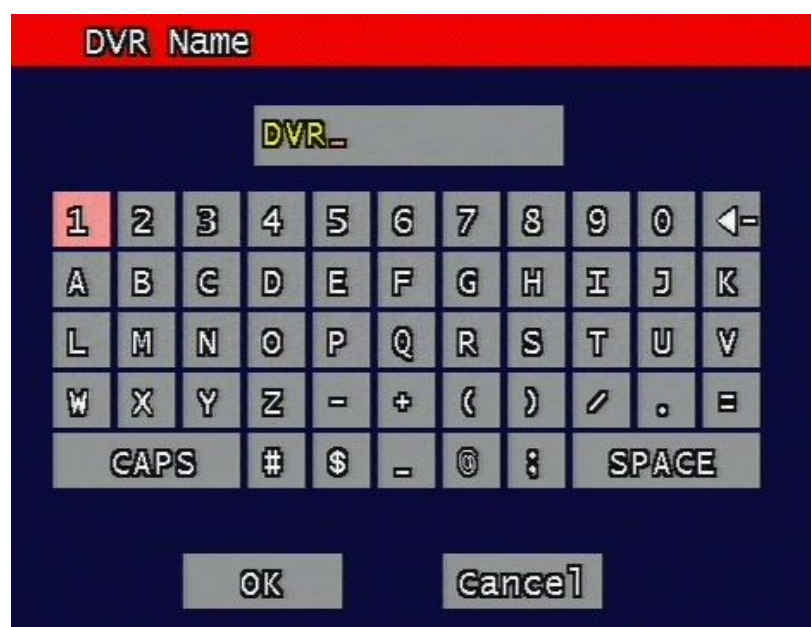 DVR Name
DVR_
1 2 3 4 5 6 7 8 9 0
A B C D E F G H I J K
L M N O P Q R S T U V
W X Y Z - + ( ) / . =
CAPS # $ _ @ : SPACE
OK Cancel